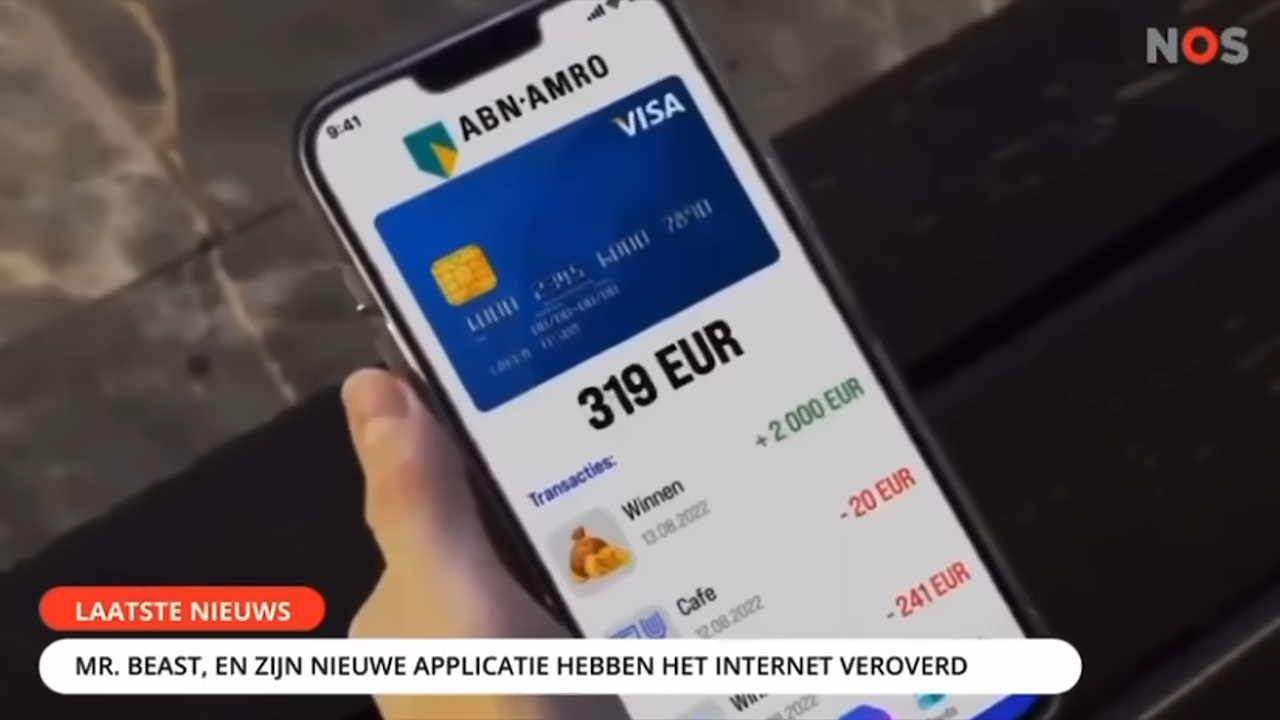 NOS
9:41
ABN·AMRO
VISA
319 EUR
Transacties:
Winnen
+ 2 000 EUR
13.08.2022
- 20 EUR
Cafe
12.08.2022
- 241 EUR
LAATSTE NIEUWS
MR. BEAST, EN ZIJN NIEUWE APPLICATIE HEBBEN HET INTERNET VEROVERD